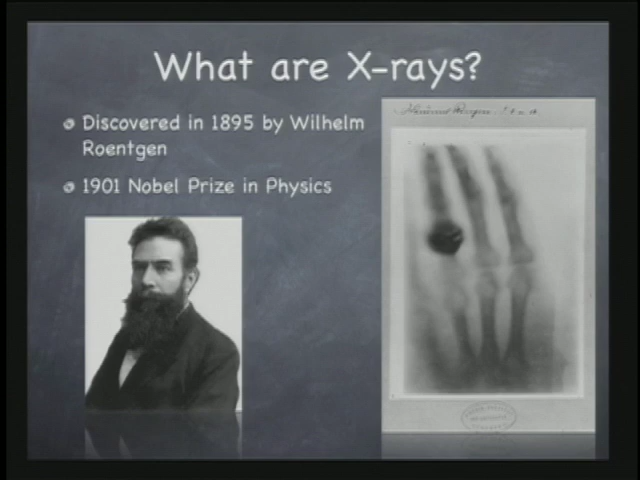 What are X-rays?
Discovered in 1895 by Wilhelm
Roentgen
1901 Nobel Prize in Physics